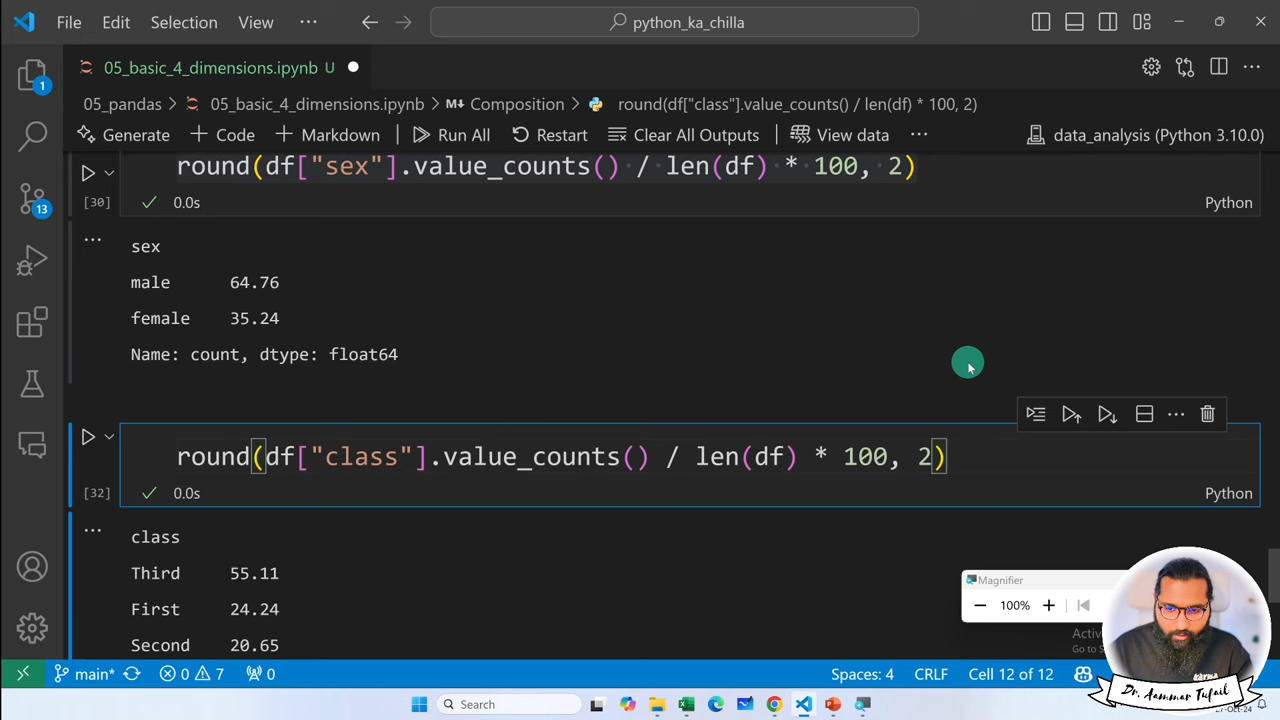 File Edit Selection View ··· python_ka_chilla
05_basic_4_dimensions.ipynb U
05_pandas > 05_basic_4_dimensions.ipynb > M↓ Composition > round(df["class"].value_counts() / len(df) * 100, 2)
Generate + Code + Markdown Run All Restart Clear All Outputs View data ··· data_analysis (Python 3.10.0)
round(df["sex"].value_counts() / len(df) * 100, 2)
[30] 0.0s Python
sex
male 64.76
female 35.24
Name: count, dtype: float64
round(df["class"].value_counts() / len(df) * 100, 2)
[32] 0.0s Python
class
Third 55.11
First 24.24
Second 20.65
Magnifier
100%
1
13
main* 0 7 0 Spaces: 4 CRLF Cell 12 of 12
Dr. Aammar Tufail
Search